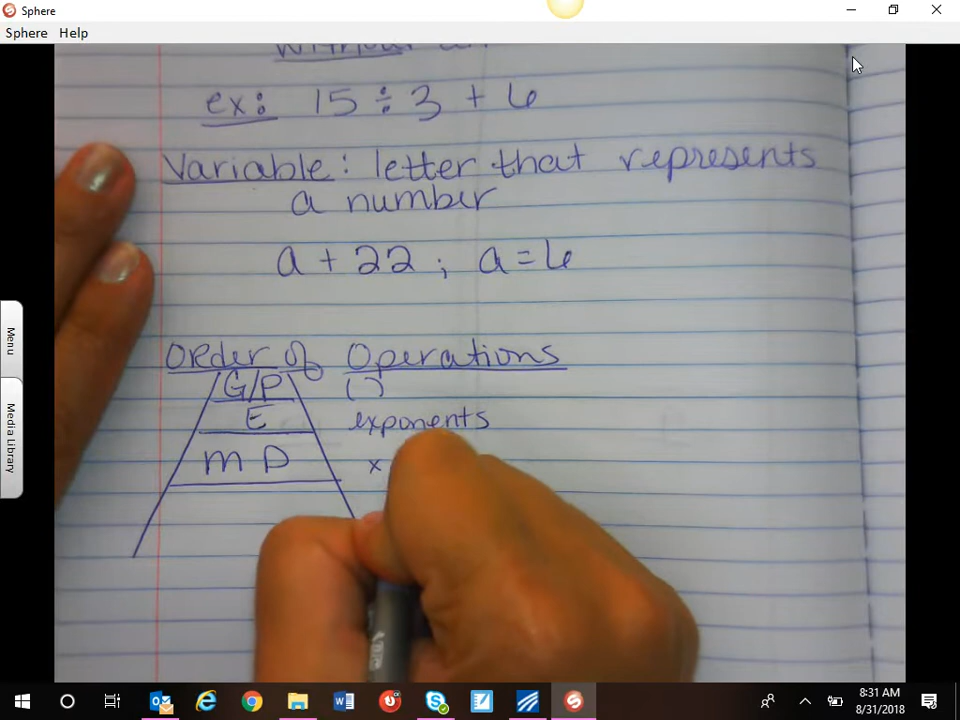 Sphere
Sphere Help
without
ex: 15 ÷ 3 + 6
Variable: letter that represents
a number
a + 22 ; a = 6
Order of Operations
G/P ( )
E exponents
M D x
Menu
Media Library
8:31 AM
8/31/2018